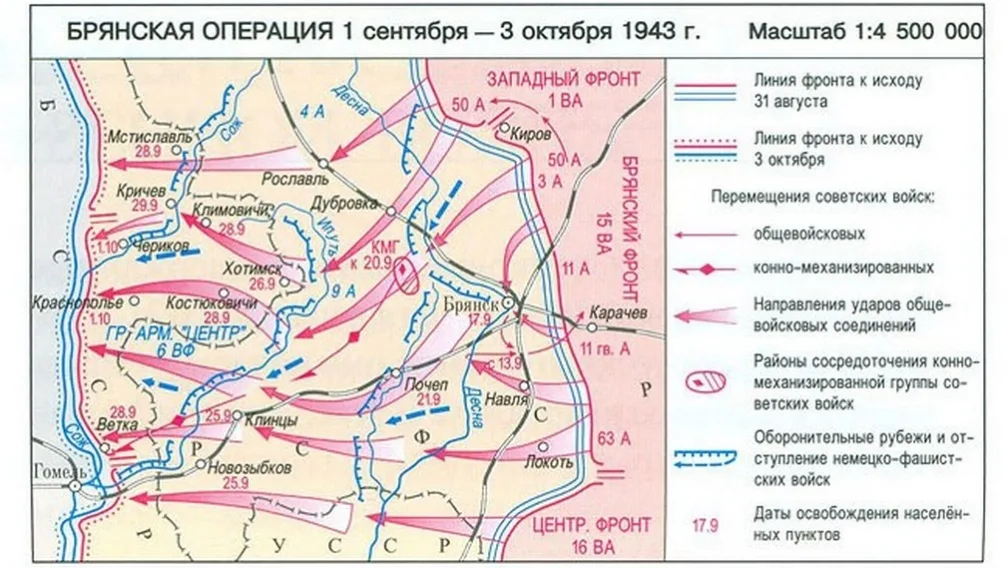 БРЯНСКАЯ ОПЕРАЦИЯ 1 сентября — 3 октября 1943 г.
Масштаб 1:4 500 000
ЗАПАДНЫЙ ФРОНТ
1 ВА
50 А
Киров
50 А
3 А
БРЯНСКИЙ ФРОНТ
15 ВА
4 А
Десна
Сож
Мстиславль
28.9
Рославль
Кричев
29.9
Климовичи
28.9
Дубровка
Ипуть
КМГ
к 20.9
1.10
Чериков
Хотимск
26.9
9 А
11 А
Брянск
17.9
Карачев
Краснополье
1.10
Костюковичи
28.9
ГР. АРМ. "ЦЕНТР"
6 ВФ
11 гв. А
с 13.9
Почеп
21.9
Навля
Десна
28.9
Ветка
25.9
Клинцы
63 А
Локоть
Сож
Гомель
Новозыбков
25.9
ЦЕНТР. ФРОНТ
16 ВА
Б
С
С
Р
Р
С
Ф
С
Р
У С С Р
Линия фронта к исходу
31 августа
Линия фронта к исходу
3 октября
Перемещения советских войск:
общевойсковых
конно-механизированных
Направления ударов обще-
войсковых соединений
Районы сосредоточения конно-
механизированной группы со-
ветских войск
Оборонительные рубежи и от-
ступление немецко-фашист-
ских войск
17.9
Даты освобождения населён-
ных пунктов